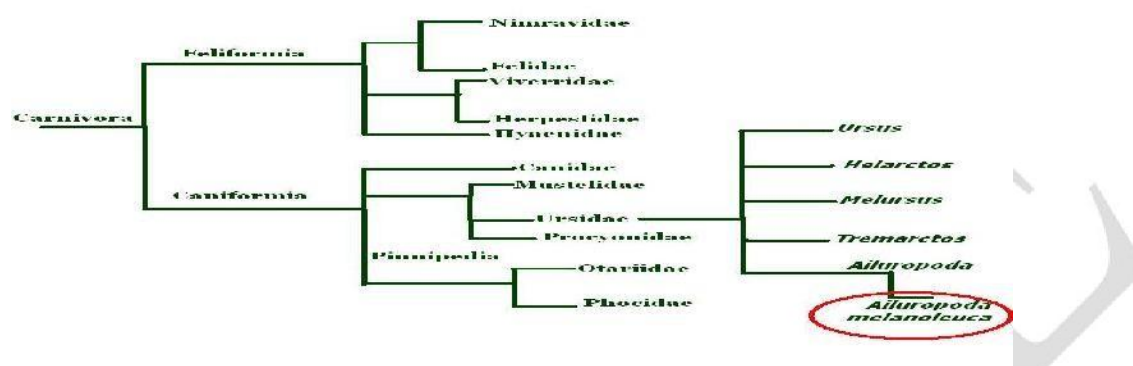 Nimravidae
Feliformia
Felidae
Viverridae
Carnivora
Herpestidae
Hyaenidae
Ursus
Canidae
Helarctos
Mustelidae
Caniformia
Melursus
Ursidae
Procyonidae
Tremarctos
Pinnipedia
Otariidae
Ailuropoda
Phocidae
Ailuropoda
melanoleuca